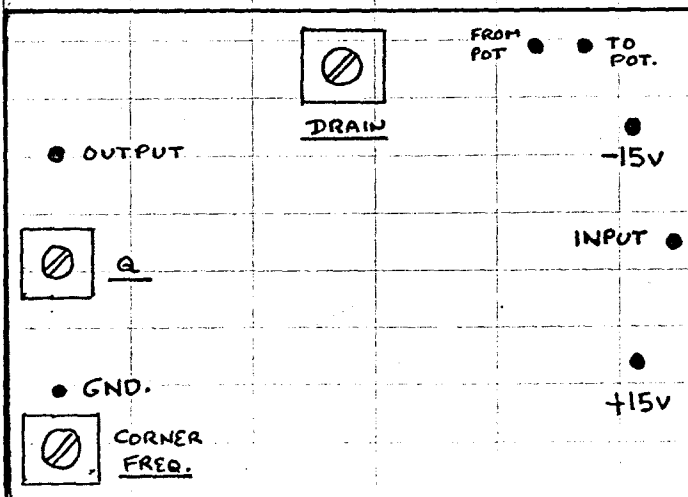 FROM
POT
TO
POT.
DRAIN
OUTPUT
-15V
INPUT
Q
GND.
+15V
CORNER
FREQ.